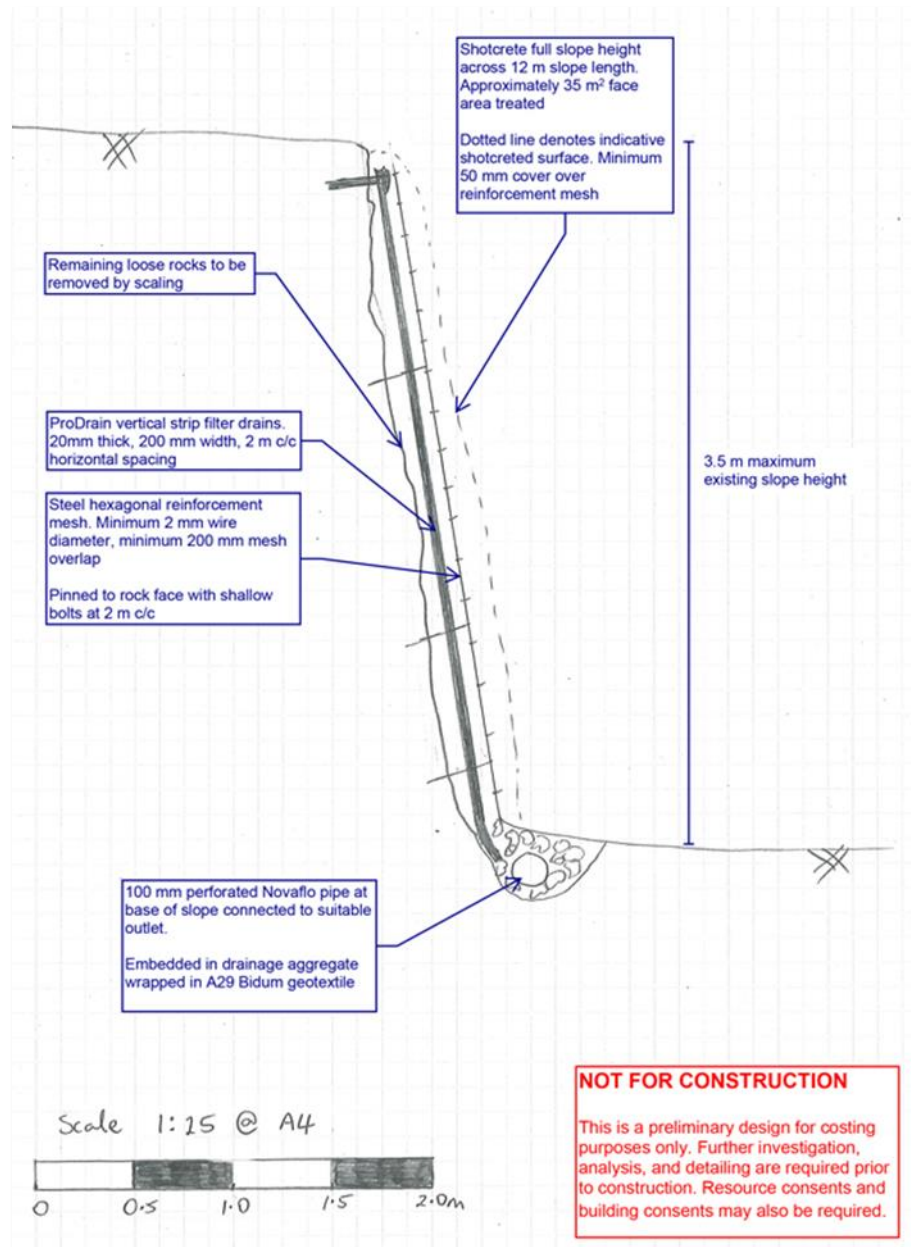 Shotcrete full slope height
across 12 m slope length.
Approximately 35 m² face
area treated
Dotted line denotes indicative
shotcreted surface. Minimum
50 mm cover over
reinforcement mesh
Remaining loose rocks to be
removed by scaling
ProDrain vertical strip filter drains.
20mm thick, 200 mm width, 2 m c/c
horizontal spacing
Steel hexagonal reinforcement
mesh. Minimum 2 mm wire
diameter, minimum 200 mm mesh
overlap
Pinned to rock face with shallow
bolts at 2 m c/c
3.5 m maximum
existing slope height
100 mm perforated Novaflo pipe at
base of slope connected to suitable
outlet.
Embedded in drainage aggregate
wrapped in A29 Bidum geotextile
NOT FOR CONSTRUCTION
This is a preliminary design for costing
purposes only. Further investigation,
analysis, and detailing are required prior
to construction. Resource consents and
building consents may also be required.
Scale 1:25 @ A4
0 0.5 1.0 1.5 2.0m